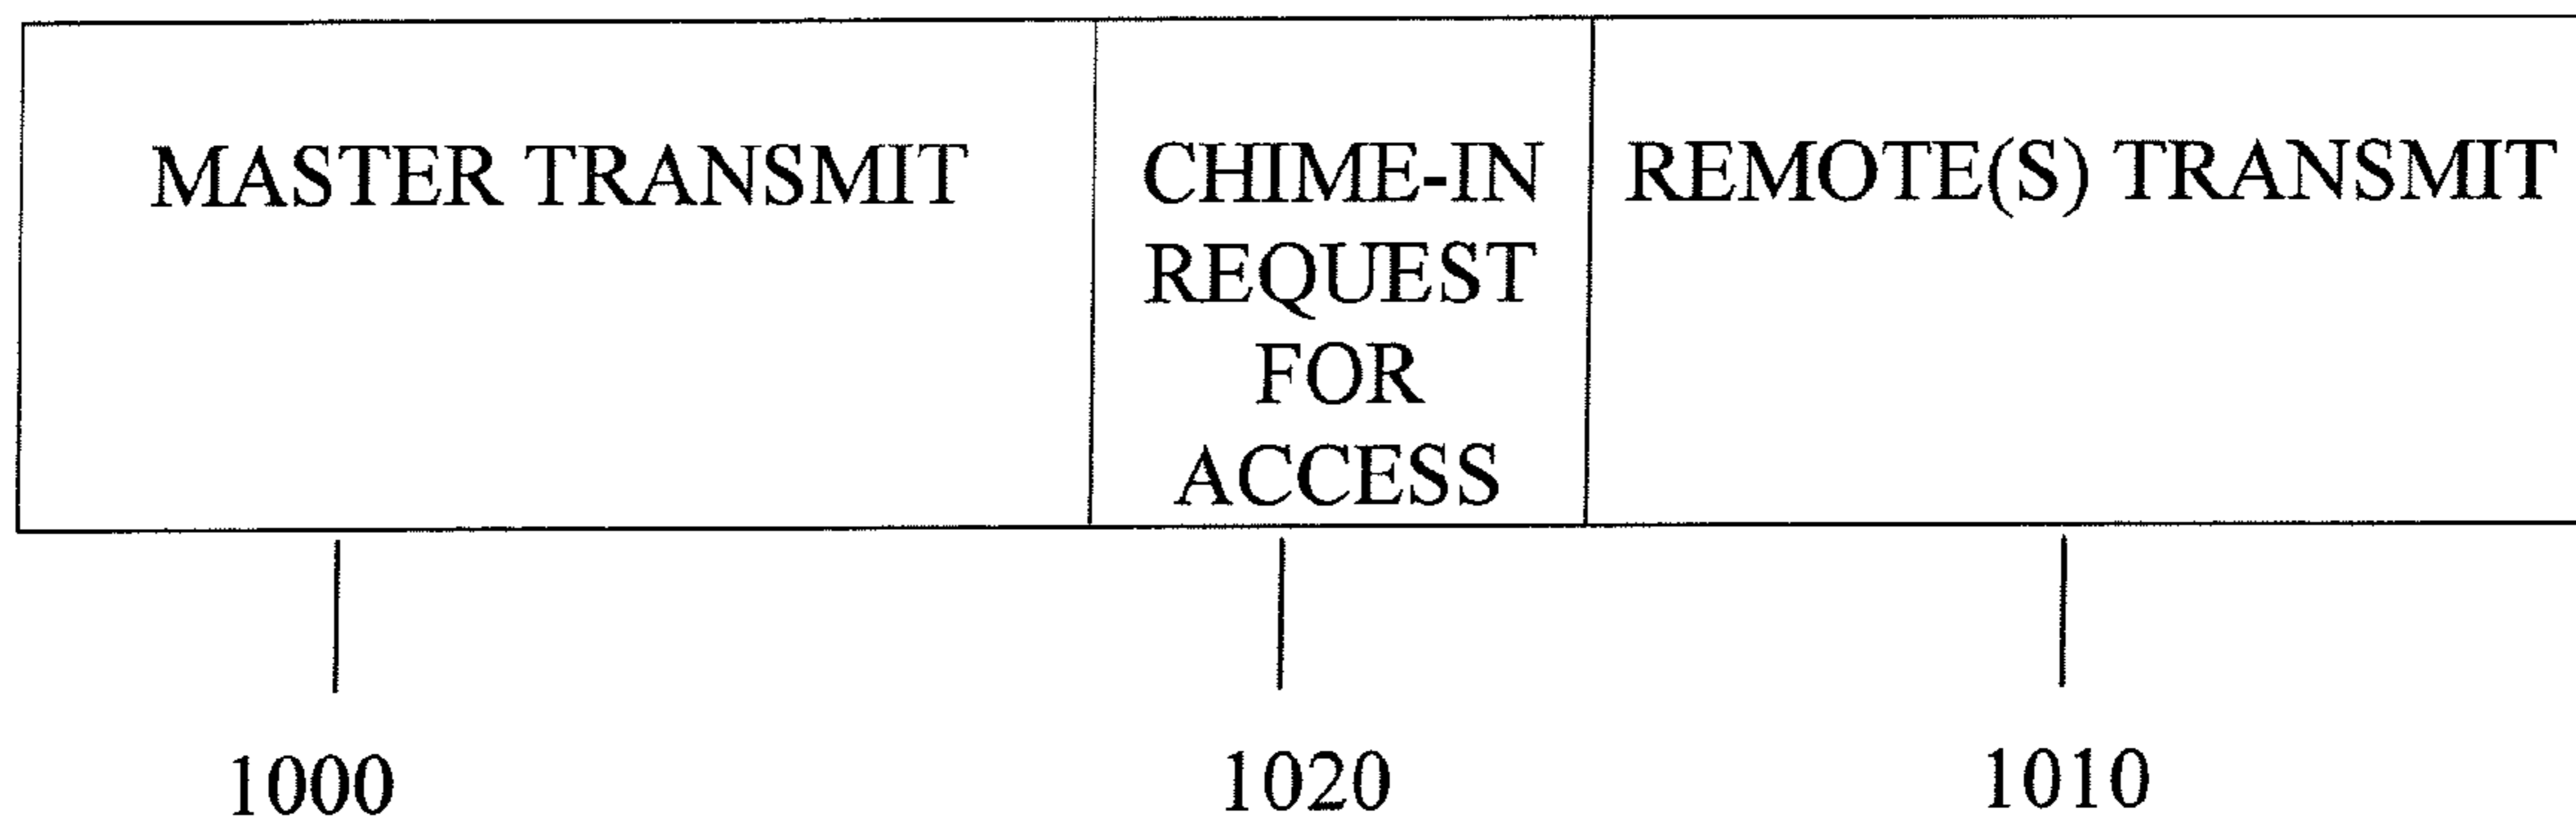 MASTER TRANSMIT
CHIME-IN
REQUEST
FOR
ACCESS
REMOTE(S) TRANSMIT
1000
1020
1010